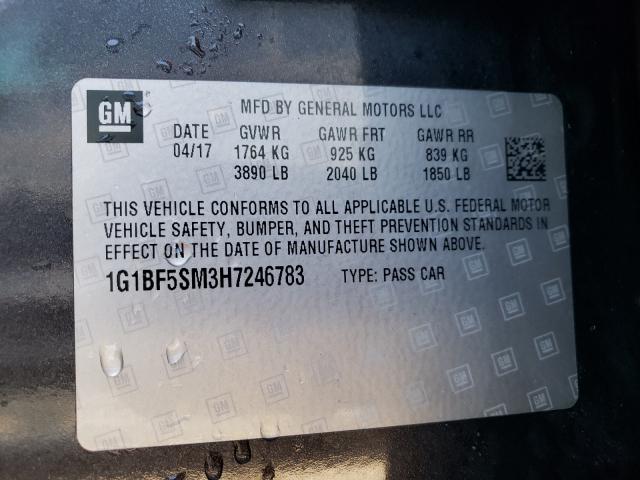 GM MFD BY GENERAL MOTORS LLC
DATE GVWR GAWR FRT GAWR RR
04/17 1764 KG 925 KG 839 KG
3890 LB 2040 LB 1850 LB
THIS VEHICLE CONFORMS TO ALL APPLICABLE U.S. FEDERAL MOTOR
VEHICLE SAFETY, BUMPER, AND THEFT PREVENTION STANDARDS IN
EFFECT ON THE DATE OF MANUFACTURE SHOWN ABOVE.
1G1BF5SM3H7246783 TYPE: PASS CAR